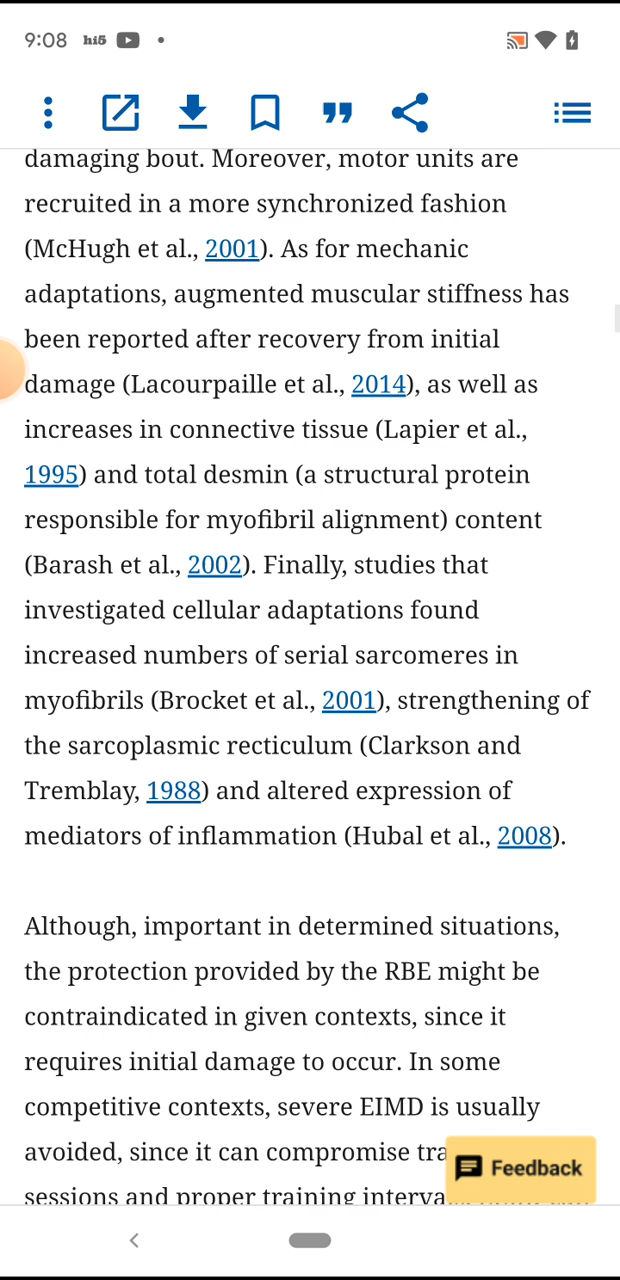 9:08 hi5
damaging bout. Moreover, motor units are
recruited in a more synchronized fashion
(McHugh et al., 2001). As for mechanic
adaptations, augmented muscular stiffness has
been reported after recovery from initial
damage (Lacourpaille et al., 2014), as well as
increases in connective tissue (Lapier et al.,
1995) and total desmin (a structural protein
responsible for myofibril alignment) content
(Barash et al., 2002). Finally, studies that
investigated cellular adaptations found
increased numbers of serial sarcomeres in
myofibrils (Brocket et al., 2001), strengthening of
the sarcoplasmic recticulum (Clarkson and
Tremblay, 1988) and altered expression of
mediators of inflammation (Hubal et al., 2008).
Although, important in determined situations,
the protection provided by the RBE might be
contraindicated in given contexts, since it
requires initial damage to occur. In some
competitive contexts, severe EIMD is usually
avoided, since it can compromise tra
sessions and proper training interva
Feedback